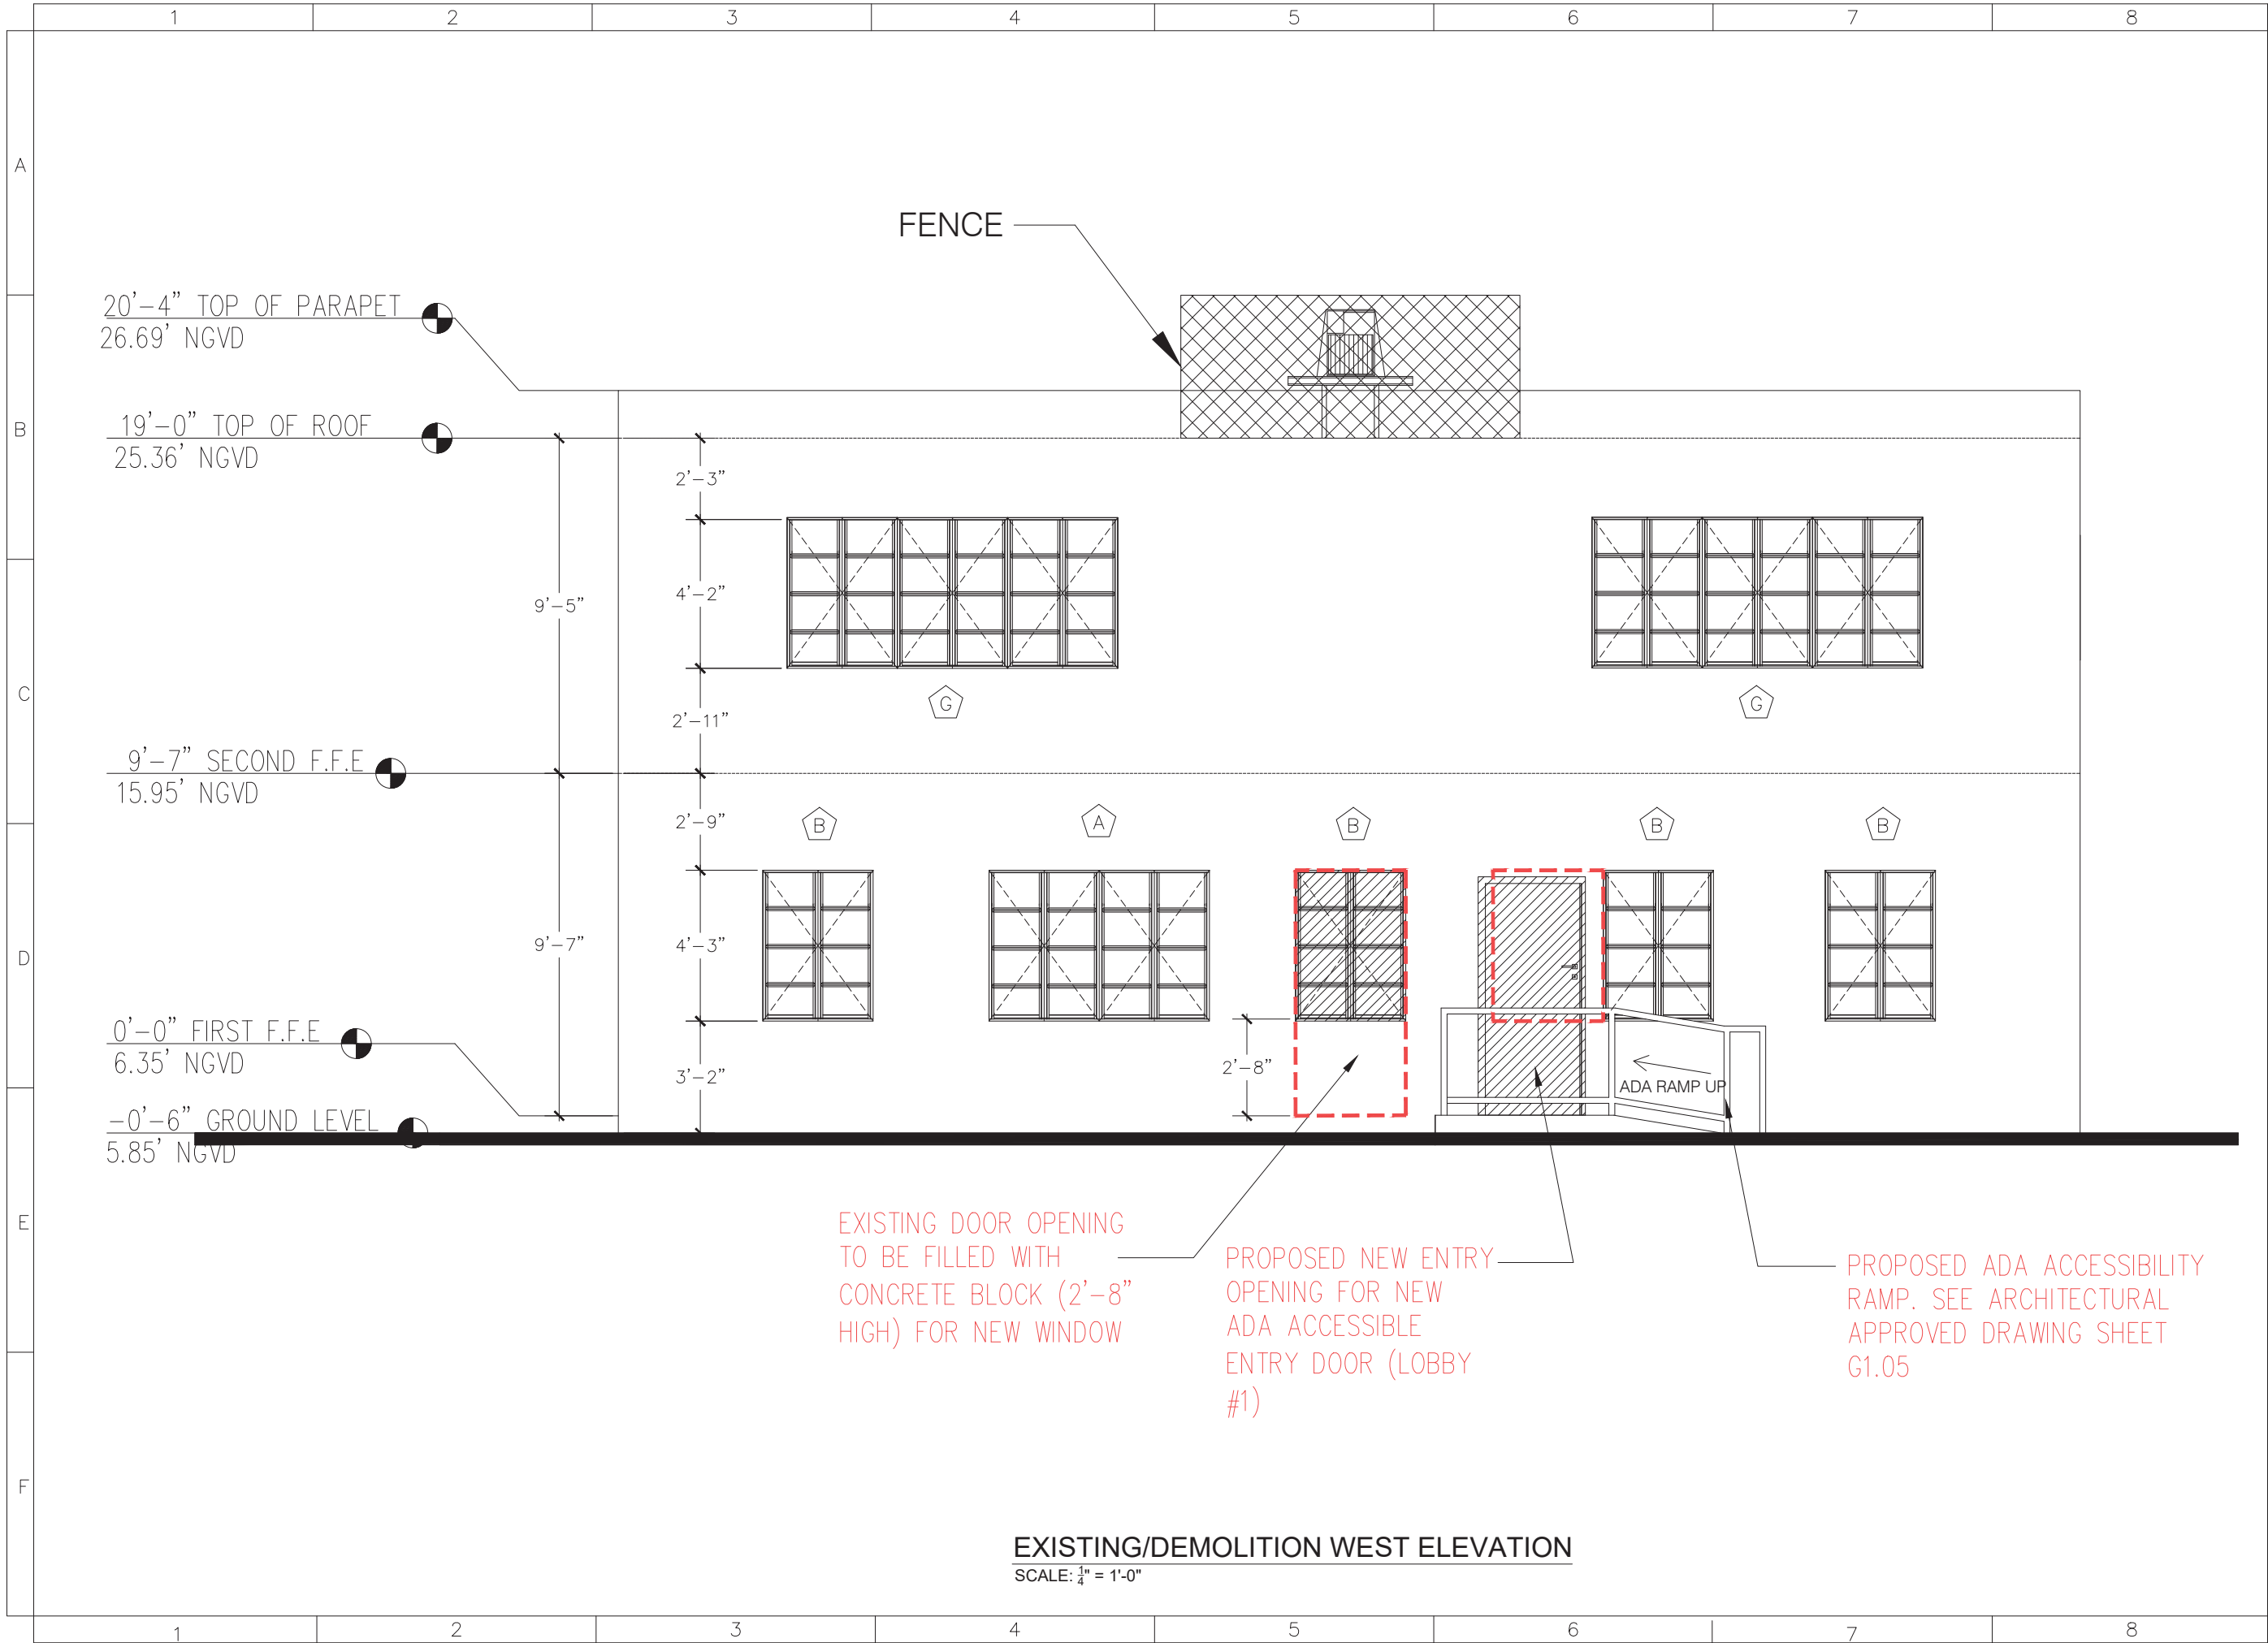 1 2 3 4 5 6 7 8
A
B
C
D
E
F
FENCE
20'-4" TOP OF PARAPET
26.69' NGVD
19'-0" TOP OF ROOF
25.36' NGVD
2'-3"
9'-5"
4'-2"
G
G
2'-11"
9'-7" SECOND F.F.E
15.95' NGVD
2'-9"
B
A
B
B
B
9'-7"
4'-3"
0'-0" FIRST F.F.E
6.35' NGVD
3'-2"
2'-8"
ADA RAMP UP
-0'-6" GROUND LEVEL
5.85' NGVD
EXISTING DOOR OPENING
TO BE FILLED WITH
CONCRETE BLOCK (2'-8"
HIGH) FOR NEW WINDOW
PROPOSED NEW ENTRY
OPENING FOR NEW
ADA ACCESSIBLE
ENTRY DOOR (LOBBY
#1)
PROPOSED ADA ACCESSIBILITY
RAMP. SEE ARCHITECTURAL
APPROVED DRAWING SHEET
G1.05
EXISTING/DEMOLITION WEST ELEVATION
SCALE: 1/4" = 1'-0"
1 2 3 4 5 6 7 8